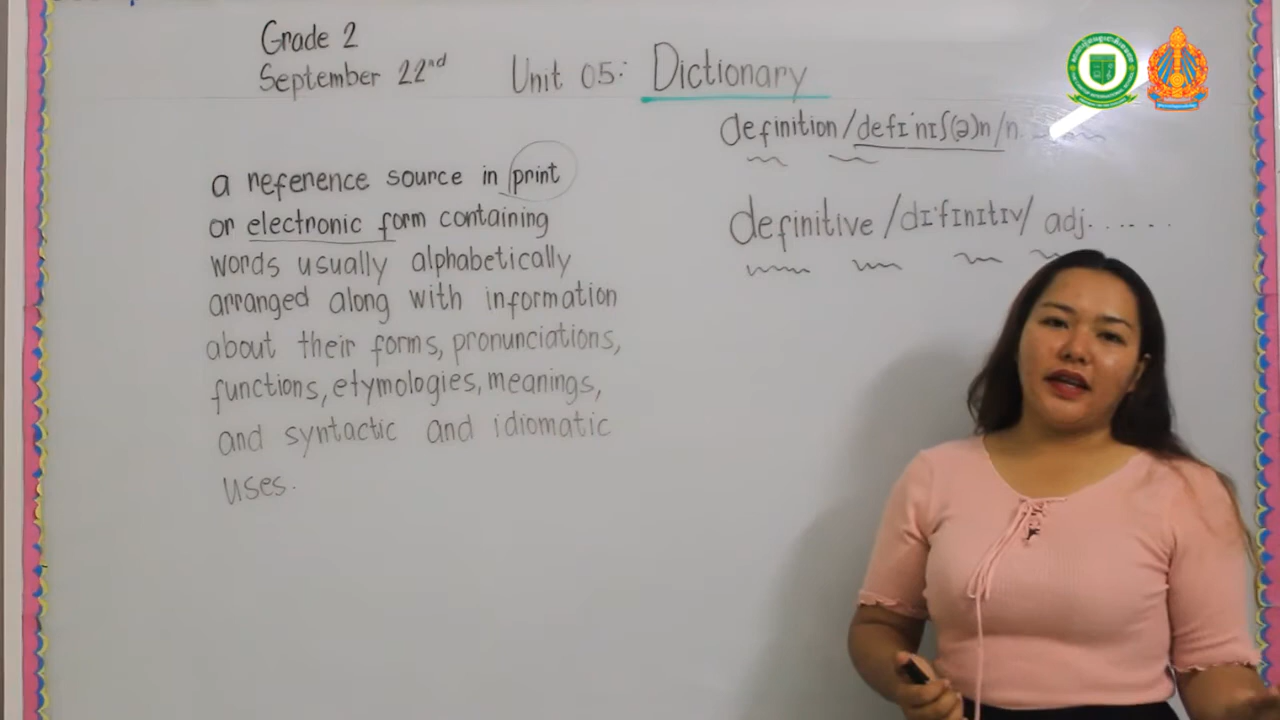 Grade 2
September 22nd
Unit 05: Dictionary
a reference source in print
or electronic form containing
words usually alphabetically
arranged along with information
about their forms, pronunciations,
functions, etymologies, meanings,
and syntactic and idiomatic
uses.
definition /defɪˈnɪʃ(ə)n/ n.
definitive /dɪˈfɪnɪtɪv/ adj.......